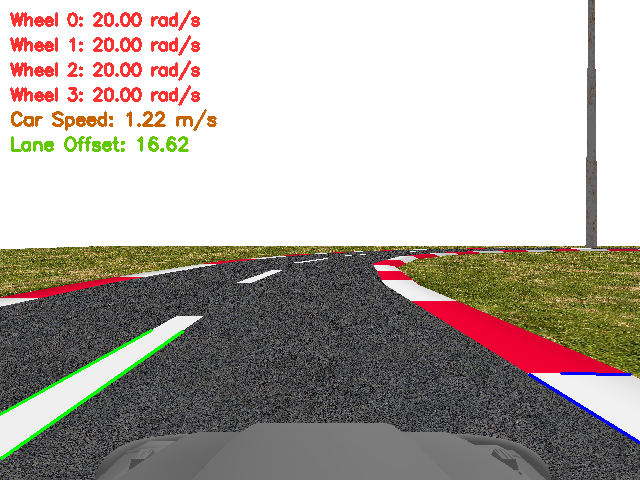 Wheel 0: 20.00 rad/s
Wheel 1: 20.00 rad/s
Wheel 2: 20.00 rad/s
Wheel 3: 20.00 rad/s
Car Speed: 1.22 m/s
Lane Offset: 16.62